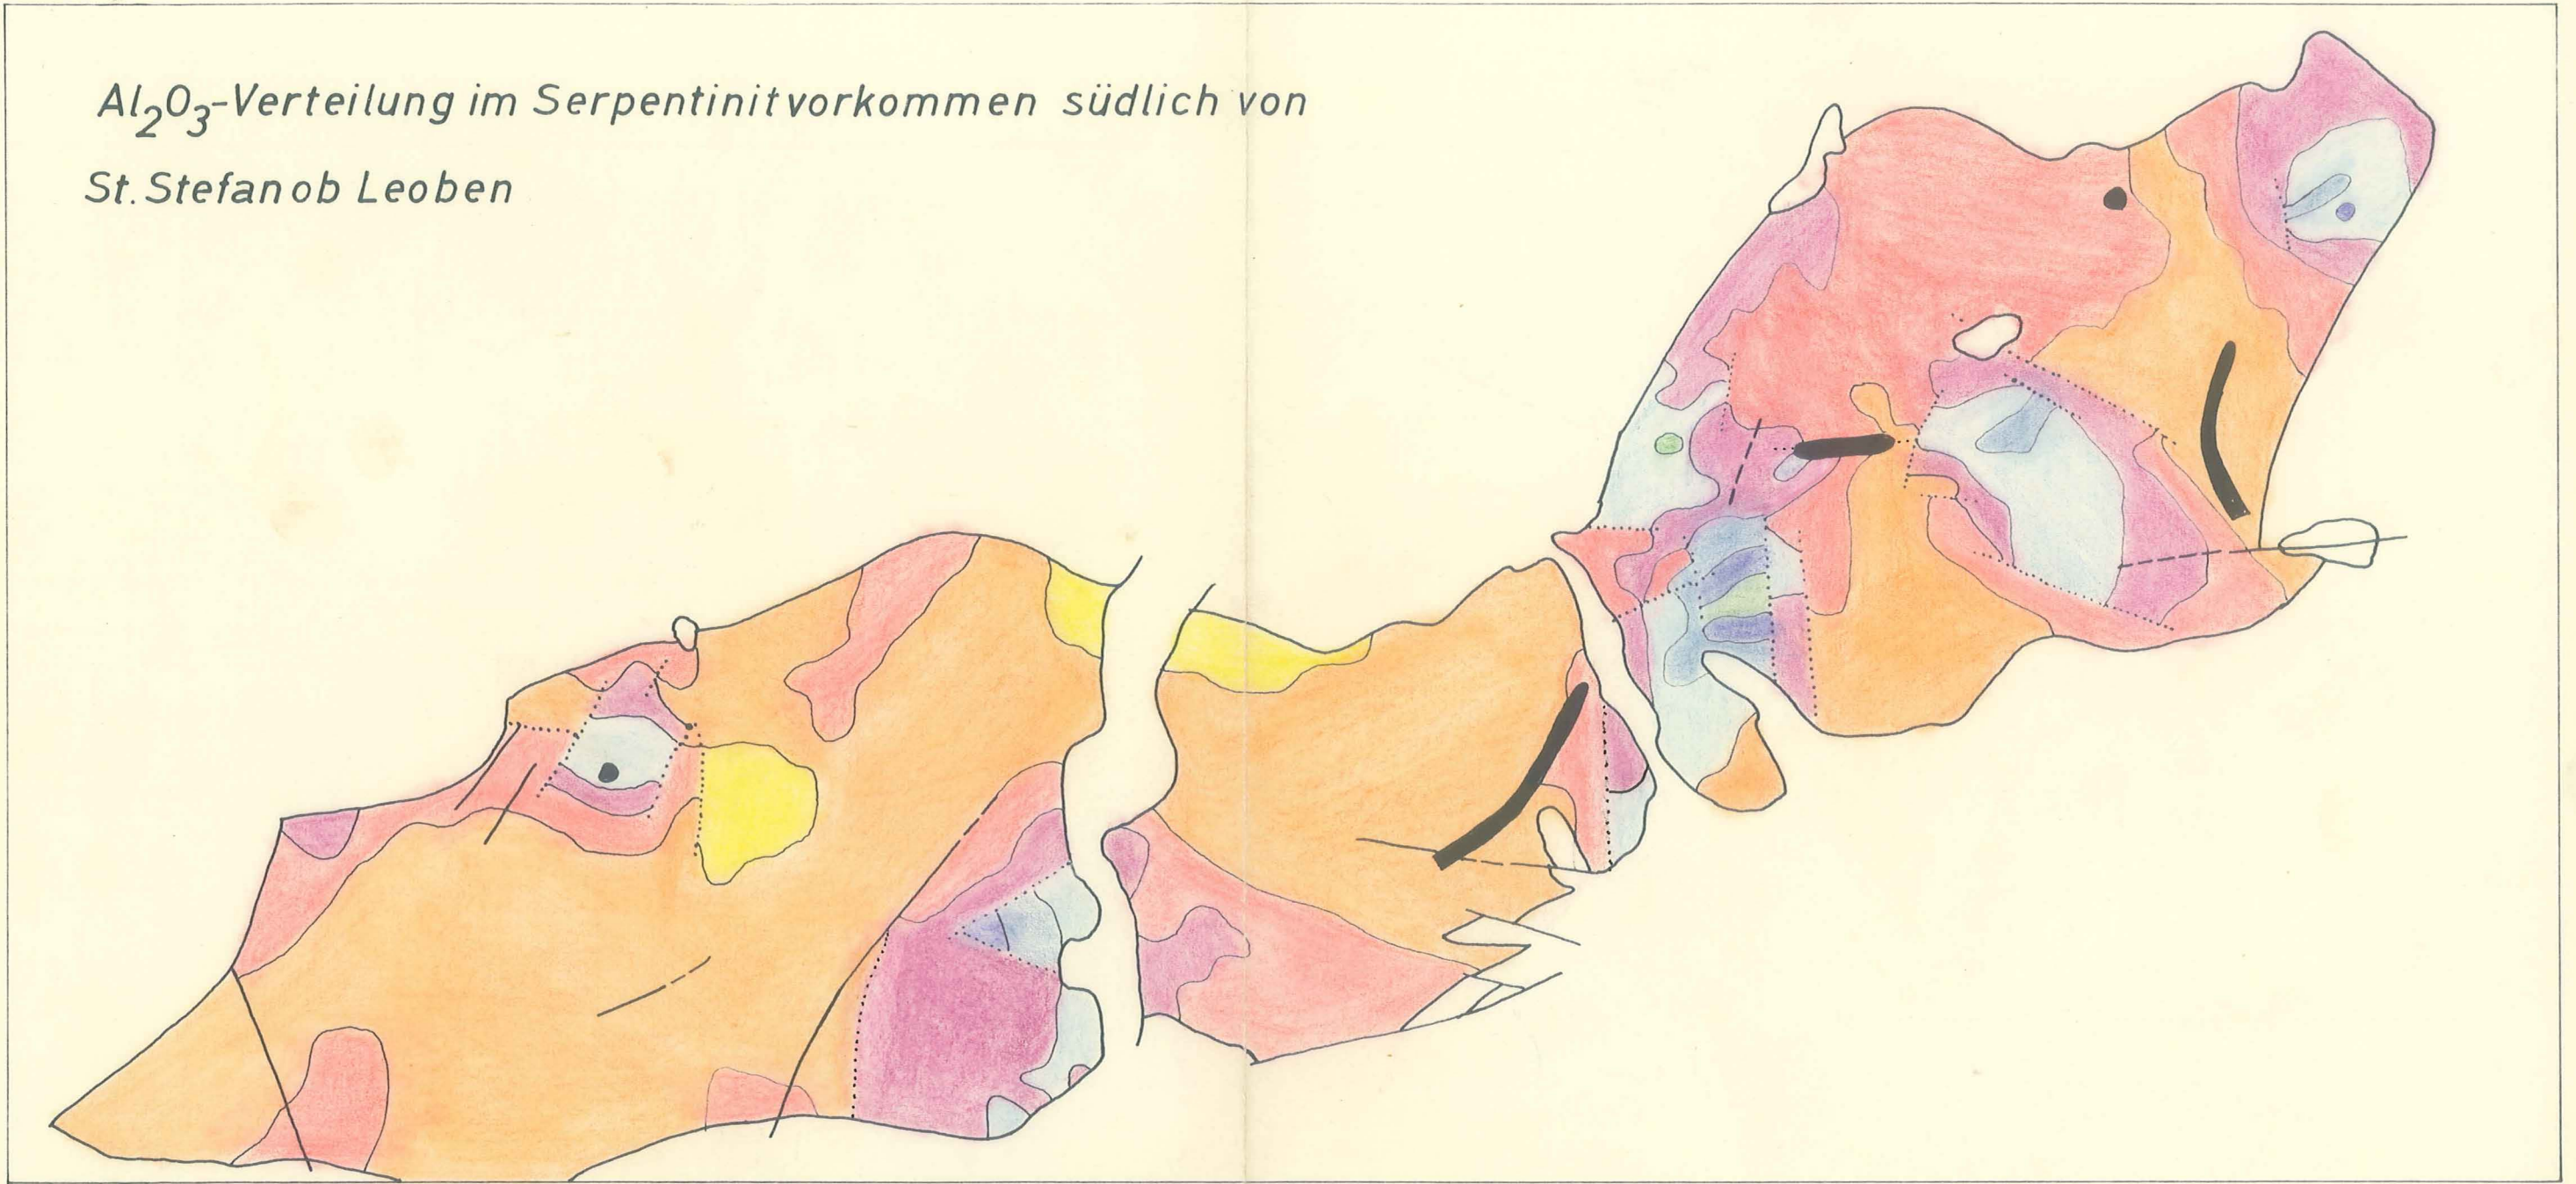 Al₂O₃-Verteilung im Serpentinitvorkommen südlich von
St. Stefan ob Leoben